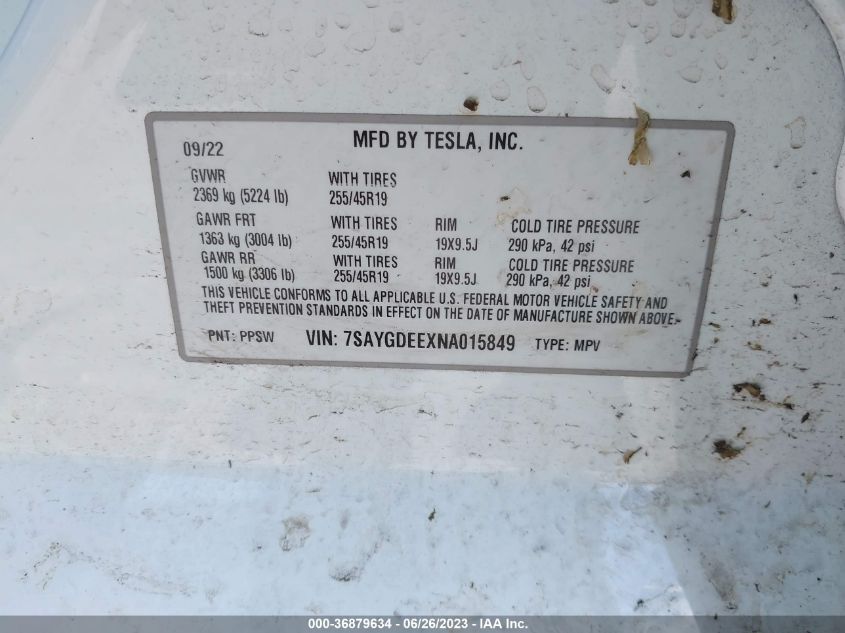 MFD BY TESLA, INC.
09/22
GVWR WITH TIRES
2369 kg (5224 lb) 255/45R19
GAWR FRT WITH TIRES RIM COLD TIRE PRESSURE
1363 kg (3004 lb) 255/45R19 19X9.5J 290 kPa, 42 psi
GAWR RR WITH TIRES RIM COLD TIRE PRESSURE
1500 kg (3306 lb) 255/45R19 19X9.5J 290 kPa, 42 psi
THIS VEHICLE CONFORMS TO ALL APPLICABLE U.S. FEDERAL MOTOR VEHICLE SAFETY AND
THEFT PREVENTION STANDARDS IN EFFECT ON THE DATE OF MANUFACTURE SHOWN ABOVE.
PNT: PPSW VIN: 7SAYGDEEXNA015849 TYPE: MPV
000-36879634 - 06/26/2023 - IAA Inc.